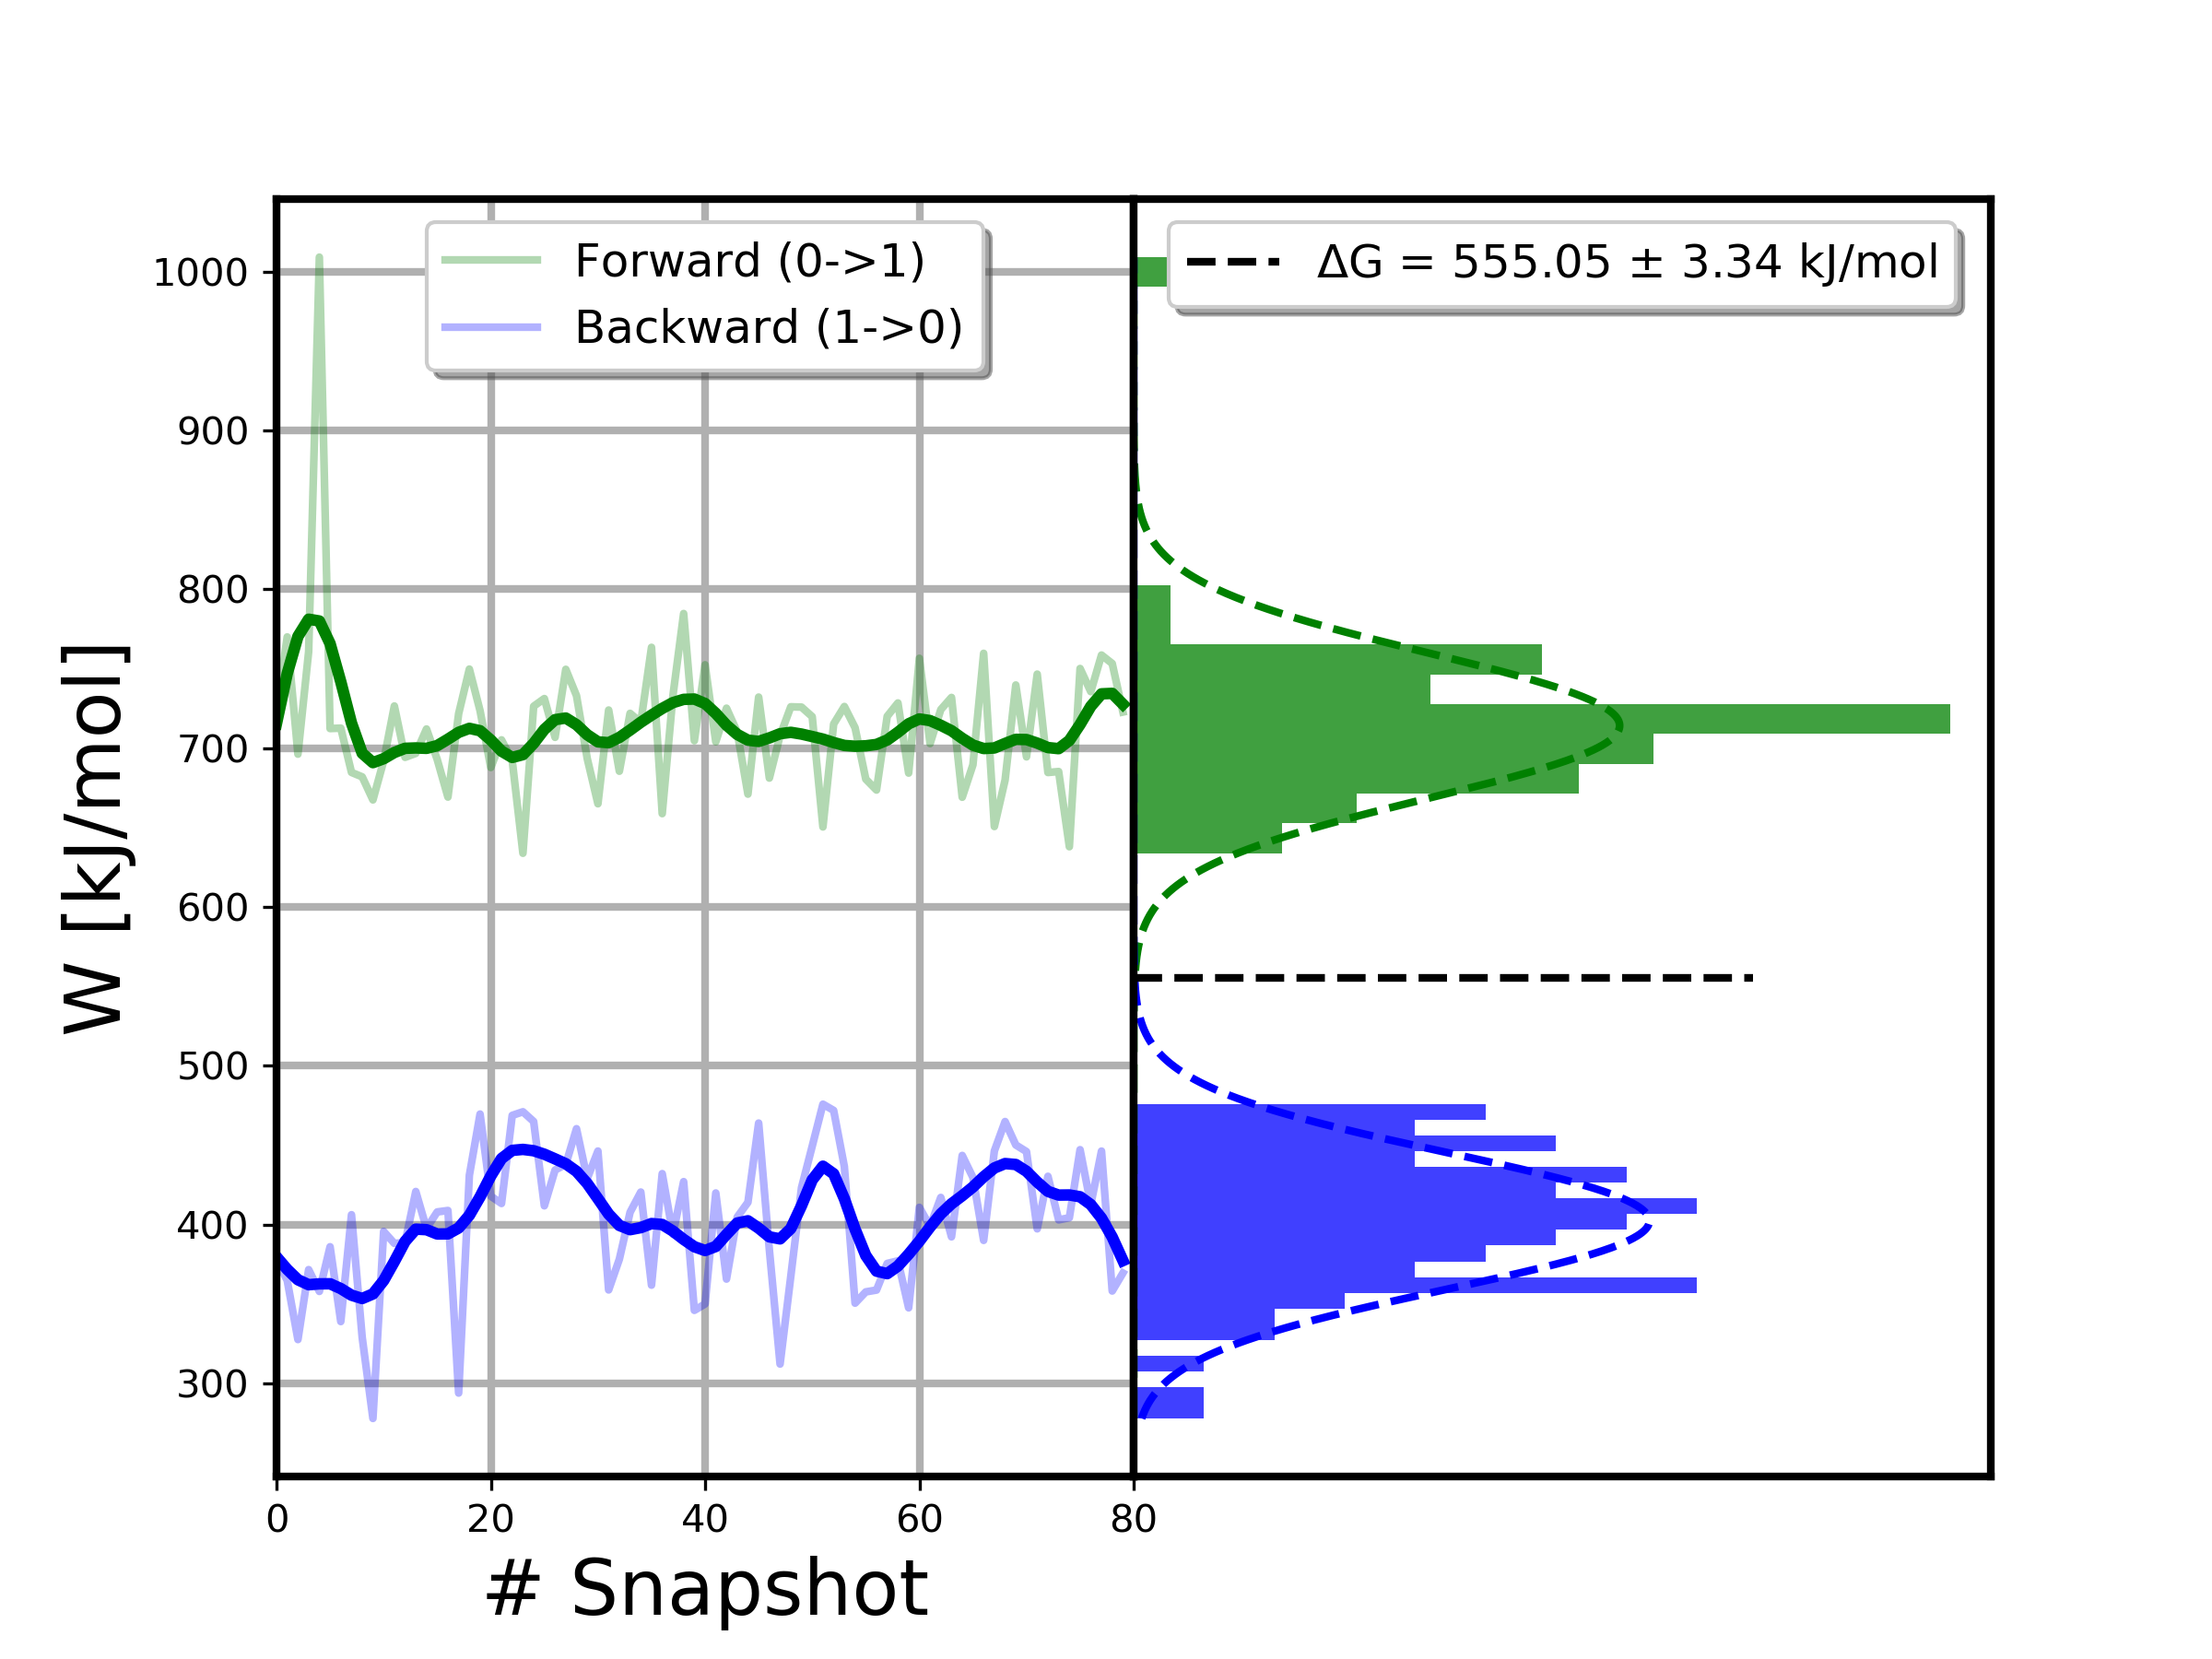 Forward (0->1)
Backward (1->0)
ΔG = 555.05 ± 3.34 kJ/mol
1000
900
800
700
600
500
400
300
W [kJ/mol]
0 20 40 60 80
# Snapshot